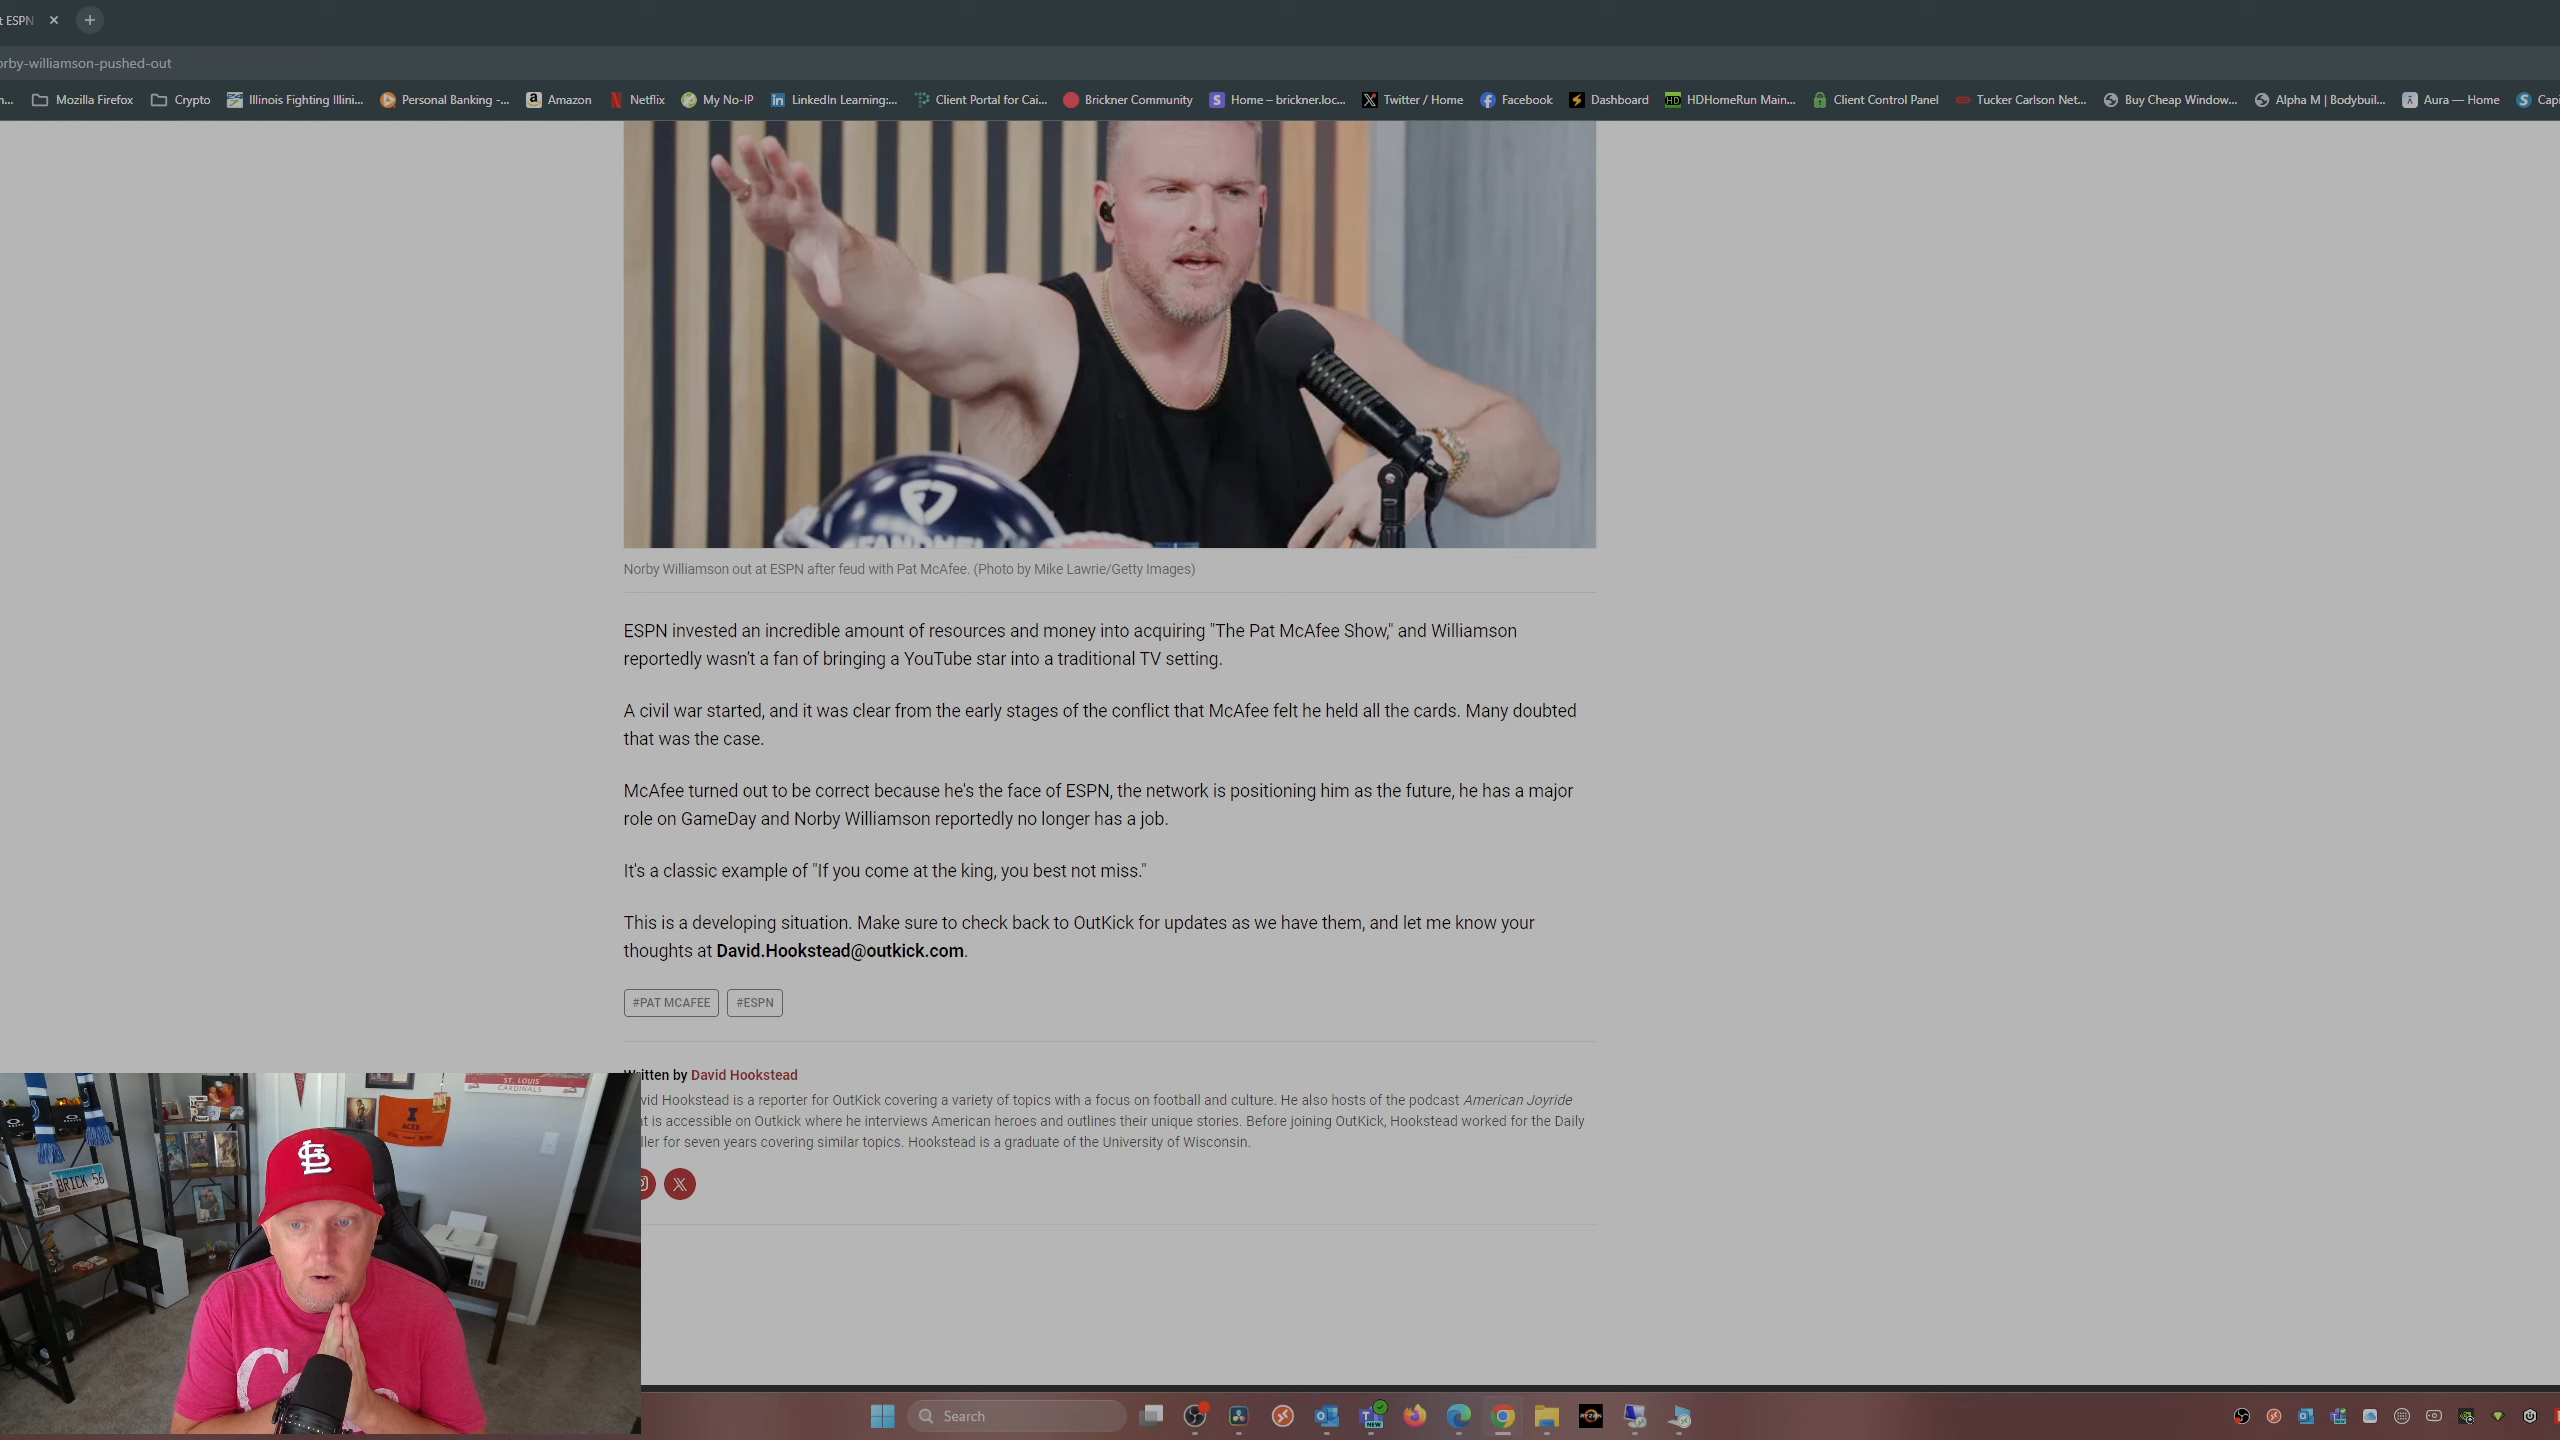 t ESPN
orby-williamson-pushed-out
n... Mozilla Firefox Crypto Illinois Fighting Illini... Personal Banking -... Amazon Netflix My No-IP LinkedIn Learning:... Client Portal for Cai... Brickner Community Home – brickner.loc... Twitter / Home Facebook Dashboard HDHomeRun Main... Client Control Panel Tucker Carlson Net... Buy Cheap Window... Alpha M | Bodybuil... Aura — Home Capi
Norby Williamson out at ESPN after feud with Pat McAfee. (Photo by Mike Lawrie/Getty Images)
ESPN invested an incredible amount of resources and money into acquiring "The Pat McAfee Show," and Williamson
reportedly wasn't a fan of bringing a YouTube star into a traditional TV setting.
A civil war started, and it was clear from the early stages of the conflict that McAfee felt he held all the cards. Many doubted
that was the case.
McAfee turned out to be correct because he's the face of ESPN, the network is positioning him as the future, he has a major
role on GameDay and Norby Williamson reportedly no longer has a job.
It's a classic example of "If you come at the king, you best not miss."
This is a developing situation. Make sure to check back to OutKick for updates as we have them, and let me know your
thoughts at David.Hookstead@outkick.com.
#PAT MCAFEE #ESPN
Written by David Hookstead
vid Hookstead is a reporter for OutKick covering a variety of topics with a focus on football and culture. He also hosts of the podcast American Joyride
t is accessible on Outkick where he interviews American heroes and outlines their unique stories. Before joining OutKick, Hookstead worked for the Daily
ller for seven years covering similar topics. Hookstead is a graduate of the University of Wisconsin.
ST. LOUIS
CARDINALS
I
ACES
BRICK 56
STL
Search
NEW
RYZEN